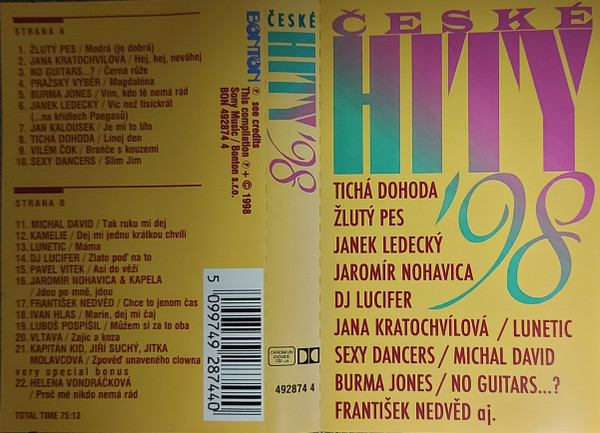 STRANA A
1. ŽLUTÝ PES / Modrá (je dobrá)
2. JANA KRATOCHVÍLOVÁ / Hej, hej, neváhej
3. NO GUITARS...? / Černá růže
4. PRAŽSKÝ VÝBĚR / Magdaléna
5. BURMA JONES / Vím, kdo tě nemá rád
6. JANEK LEDECKÝ / Víc než tisíckrát
(...na křídlech Paegasů)
7. JAN KALOUSEK / Je mi to líto
8. TICHÁ DOHODA / Línej den
9. VILÉM ČOK / Braňče s kouzemi
10. SEXY DANCERS / Slim Jim
STRANA B
11. MICHAL DAVID / Tak ruku mi dej
12. KAMELIE / Dej mi jednu krátkou chvíli
13. LUNETIC / Máma
14. DJ LUCIFER / Zlato poď na to
15. PAVEL VÍTEK / Asi do věží
16. JAROMÍR NOHAVICA & KAPELA
/ Jdou po mně, jdou
17. FRANTIŠEK NEDVĚD / Chce to jenom čas
18. IVAN HLAS / Marie, dej mi čaj
19. LUBOŠ POSPÍŠIL / Můžem si za to oba
20. VLTAVA / Zajíc a koza
21. KAPITÁN KID, JIŘÍ SUCHÝ, JITKA
MOLAVCOVÁ / Zpověď unaveného clowna
very special bonus
22. HELENA VONDRÁČKOVÁ
/ Proč mě nikdo nemá rád
TOTAL TIME 75:13
BONTON
℗ see credits
This compilation ℗ + © 1998
Sony Music / Bonton s.r.o.
BON 492874 4
5 099749 287440
ČESKÉ
HITY
'98
CHROMIUM
DIOXIDE
492874 4
ČESKÉ
HITY
'98
TICHÁ DOHODA
ŽLUTÝ PES
JANEK LEDECKÝ
JAROMÍR NOHAVICA
DJ LUCIFER
JANA KRATOCHVÍLOVÁ / LUNETIC
SEXY DANCERS / MICHAL DAVID
BURMA JONES / NO GUITARS...?
FRANTIŠEK NEDVĚD aj.